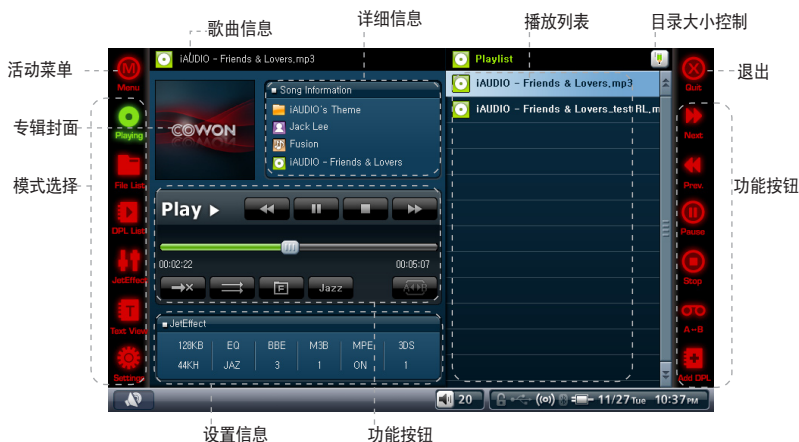 歌曲信息
详细信息
播放列表
目录大小控制
活动菜单
专辑封面
模式选择
退出
功能按钮
设置信息
功能按钮
M
Menu
Playing
File List
DPL List
JetEffect
Text View
Settings
iAUDIO - Friends & Lovers.mp3
COWON
Song Information
iAUDIO's Theme
Jack Lee
Fusion
iAUDIO - Friends & Lovers
Play
00:02:22 00:05:07
F Jazz A↔B
JetEffect
128KB EQ BBE M3B MPE 3DS
44KH JAZ 3 1 ON 1
Playlist
iAUDIO - Friends & Lovers.mp3
iAUDIO - Friends & Lovers_test RL.m
Quit
Next
Prev.
Pause
Stop
A~B
Add DPL
20 11/27 TUE 10:37 PM